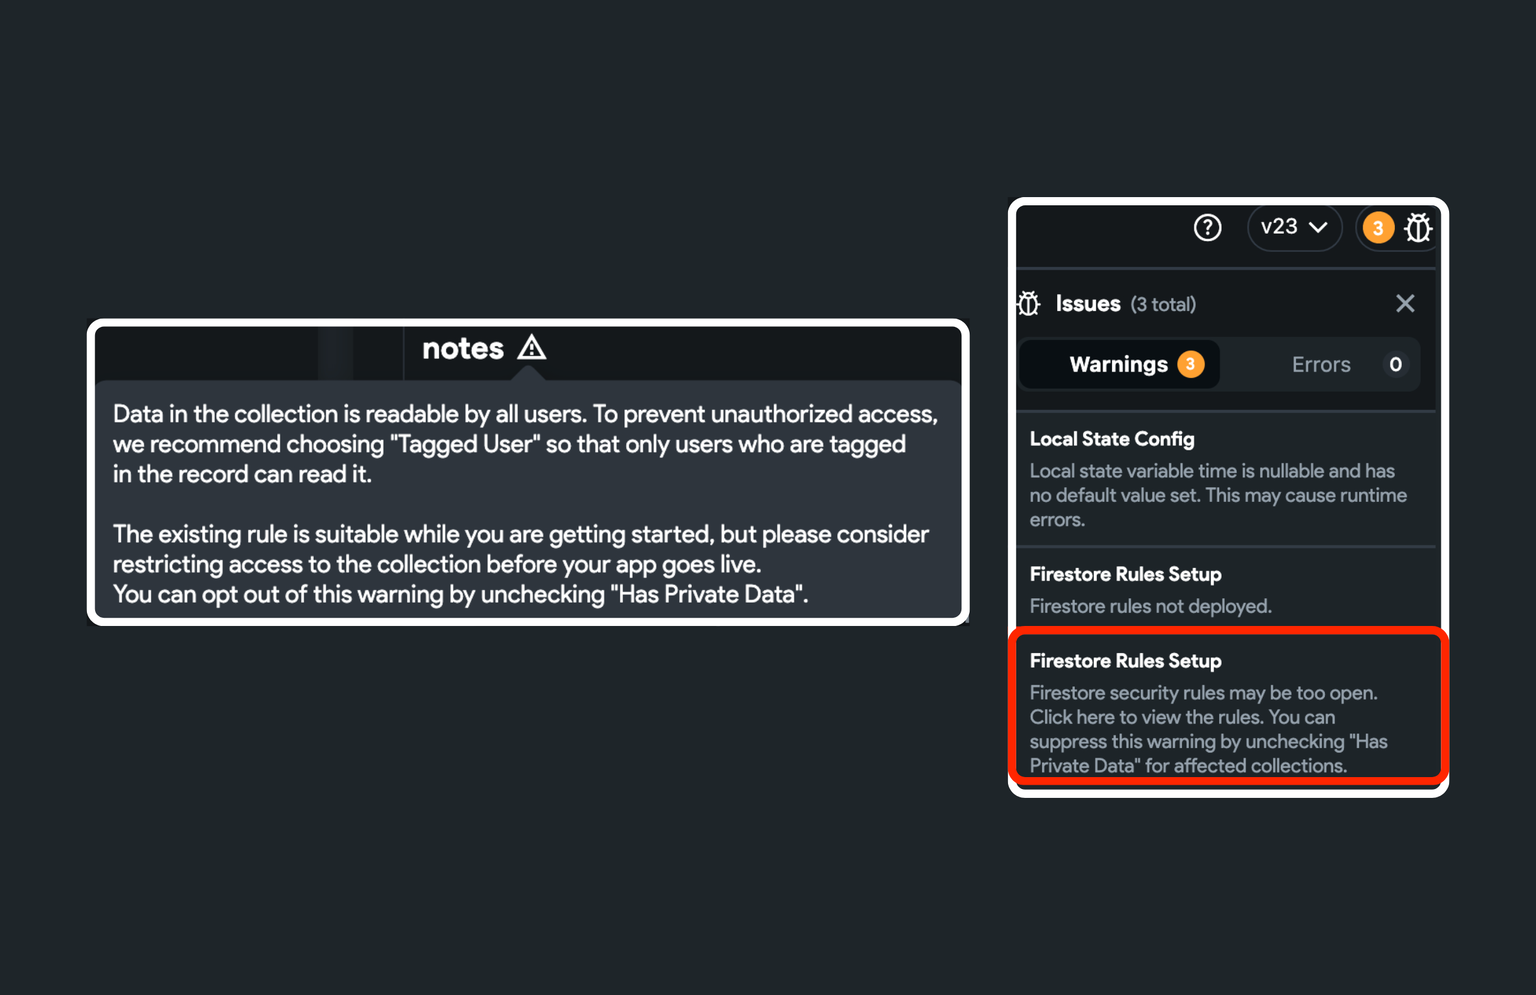 notes
Data in the collection is readable by all users. To prevent unauthorized access,
we recommend choosing "Tagged User" so that only users who are tagged
in the record can read it.
The existing rule is suitable while you are getting started, but please consider
restricting access to the collection before your app goes live.
You can opt out of this warning by unchecking "Has Private Data".
? v23 3
Issues (3 total)
Warnings 3 Errors 0
Local State Config
Local state variable time is nullable and has
no default value set. This may cause runtime
errors.
Firestore Rules Setup
Firestore rules not deployed.
Firestore Rules Setup
Firestore security rules may be too open.
Click here to view the rules. You can
suppress this warning by unchecking "Has
Private Data" for affected collections.